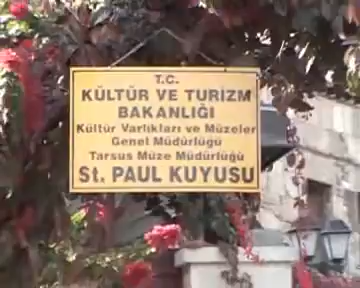 T.C.
KÜLTÜR VE TURİZM
BAKANLIĞI
Kültür Varlıkları ve Müzeler
Genel Müdürlüğü
Tarsus Müze Müdürlüğü
St. PAUL KUYUSU